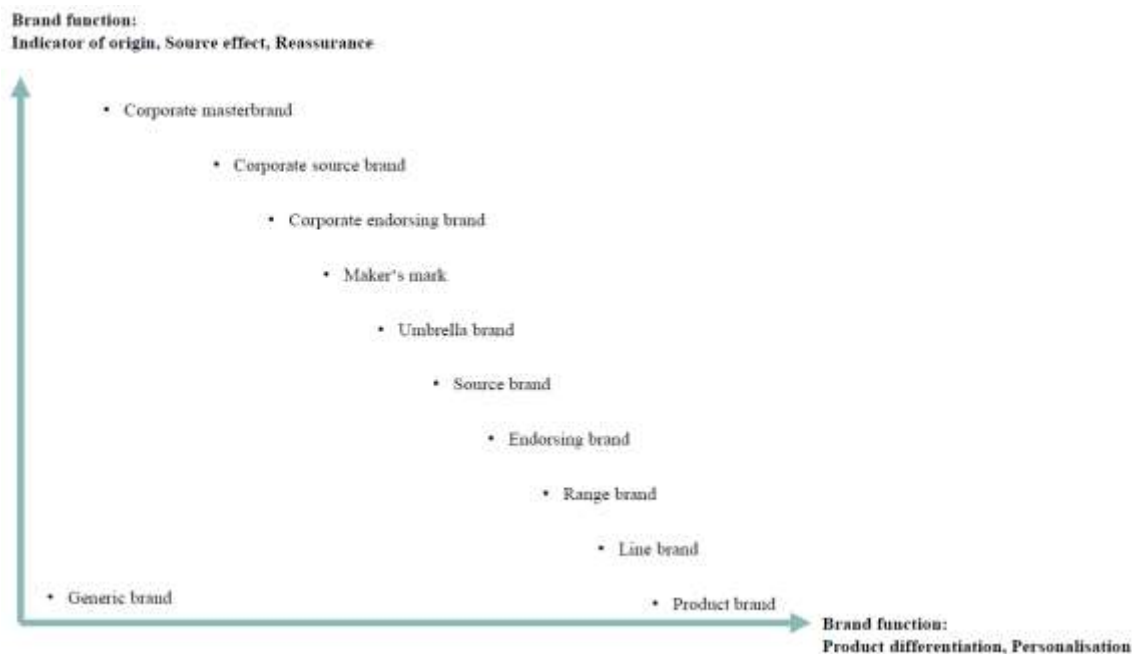 Brand function:
Indicator of origin, Source effect, Reassurance
• Corporate masterbrand
• Corporate source brand
• Corporate endorsing brand
• Maker's mark
• Umbrella brand
• Source brand
• Endorsing brand
• Range brand
• Line brand
• Generic brand
• Product brand
Brand function:
Product differentiation, Personalisation